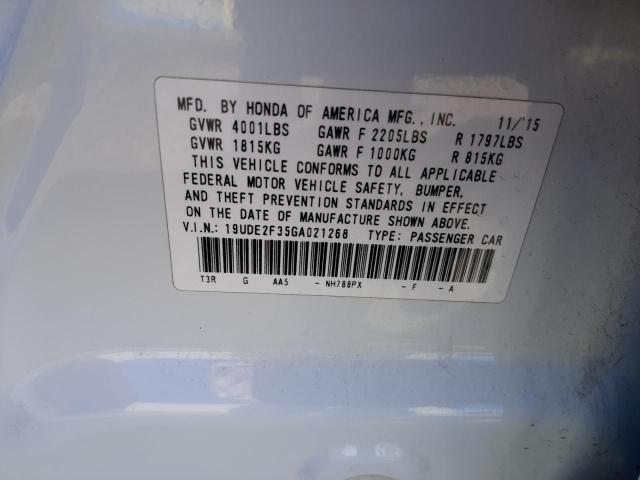 MFD. BY HONDA OF AMERICA MFG., INC. 11/'15
GVWR 4001LBS GAWR F 2205LBS R 1797LBS
GVWR 1815KG GAWR F 1000KG R 815KG
THIS VEHICLE CONFORMS TO ALL APPLICABLE
FEDERAL MOTOR VEHICLE SAFETY, BUMPER,
AND THEFT PREVENTION STANDARDS IN EFFECT
ON THE DATE OF MANUFACTURE SHOWN ABOVE.
V.I.N.: 19UDE2F35GA021268 TYPE: PASSENGER CAR
T3R G AA5 - NH788PX - F - A